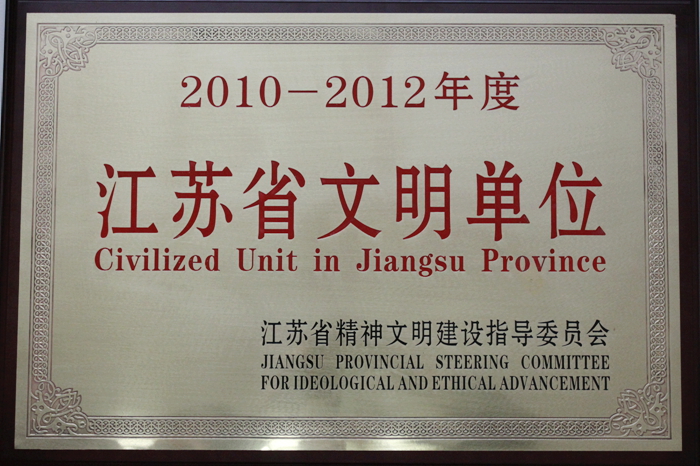 2010-2012年度
江苏省文明单位
Civilized Unit in Jiangsu Province
江苏省精神文明建设指导委员会
JIANGSU PROVINCIAL STEERING COMMITTEE
FOR IDEOLOGICAL AND ETHICAL ADVANCEMENT